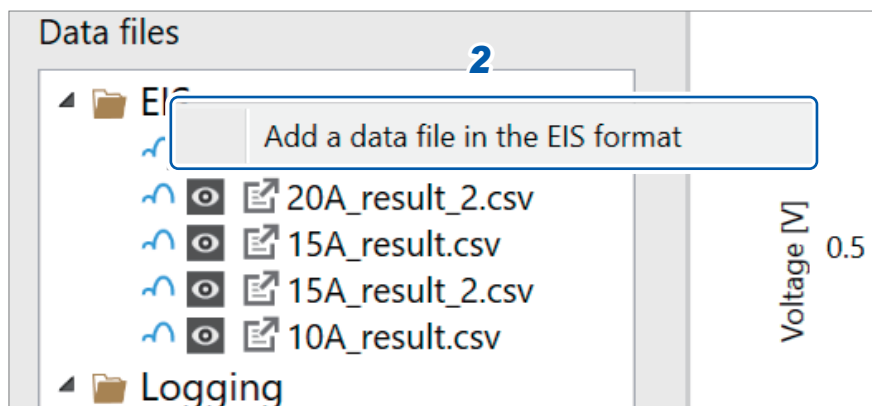 Data files
2
EIS
Add a data file in the EIS format
20A_result_2.csv
15A_result.csv
15A_result_2.csv
10A_result.csv
Logging
Voltage [V]
0.5